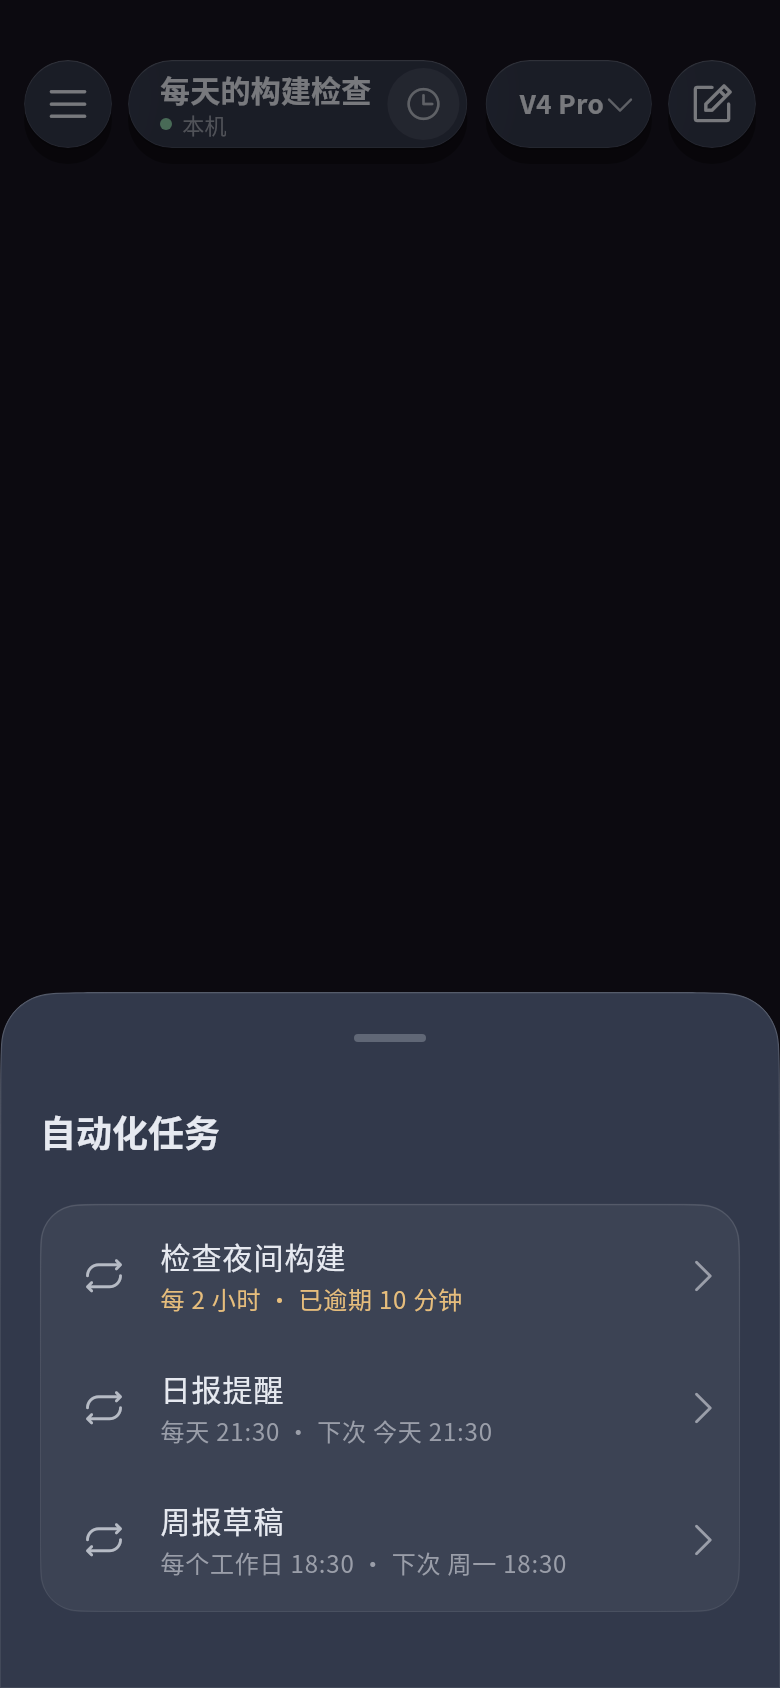 每天的构建检查
本机
V4 Pro
自动化任务
检查夜间构建
每 2 小时 · 已逾期 10 分钟
日报提醒
每天 21:30 · 下次 今天 21:30
周报草稿
每个工作日 18:30 · 下次 周一 18:30